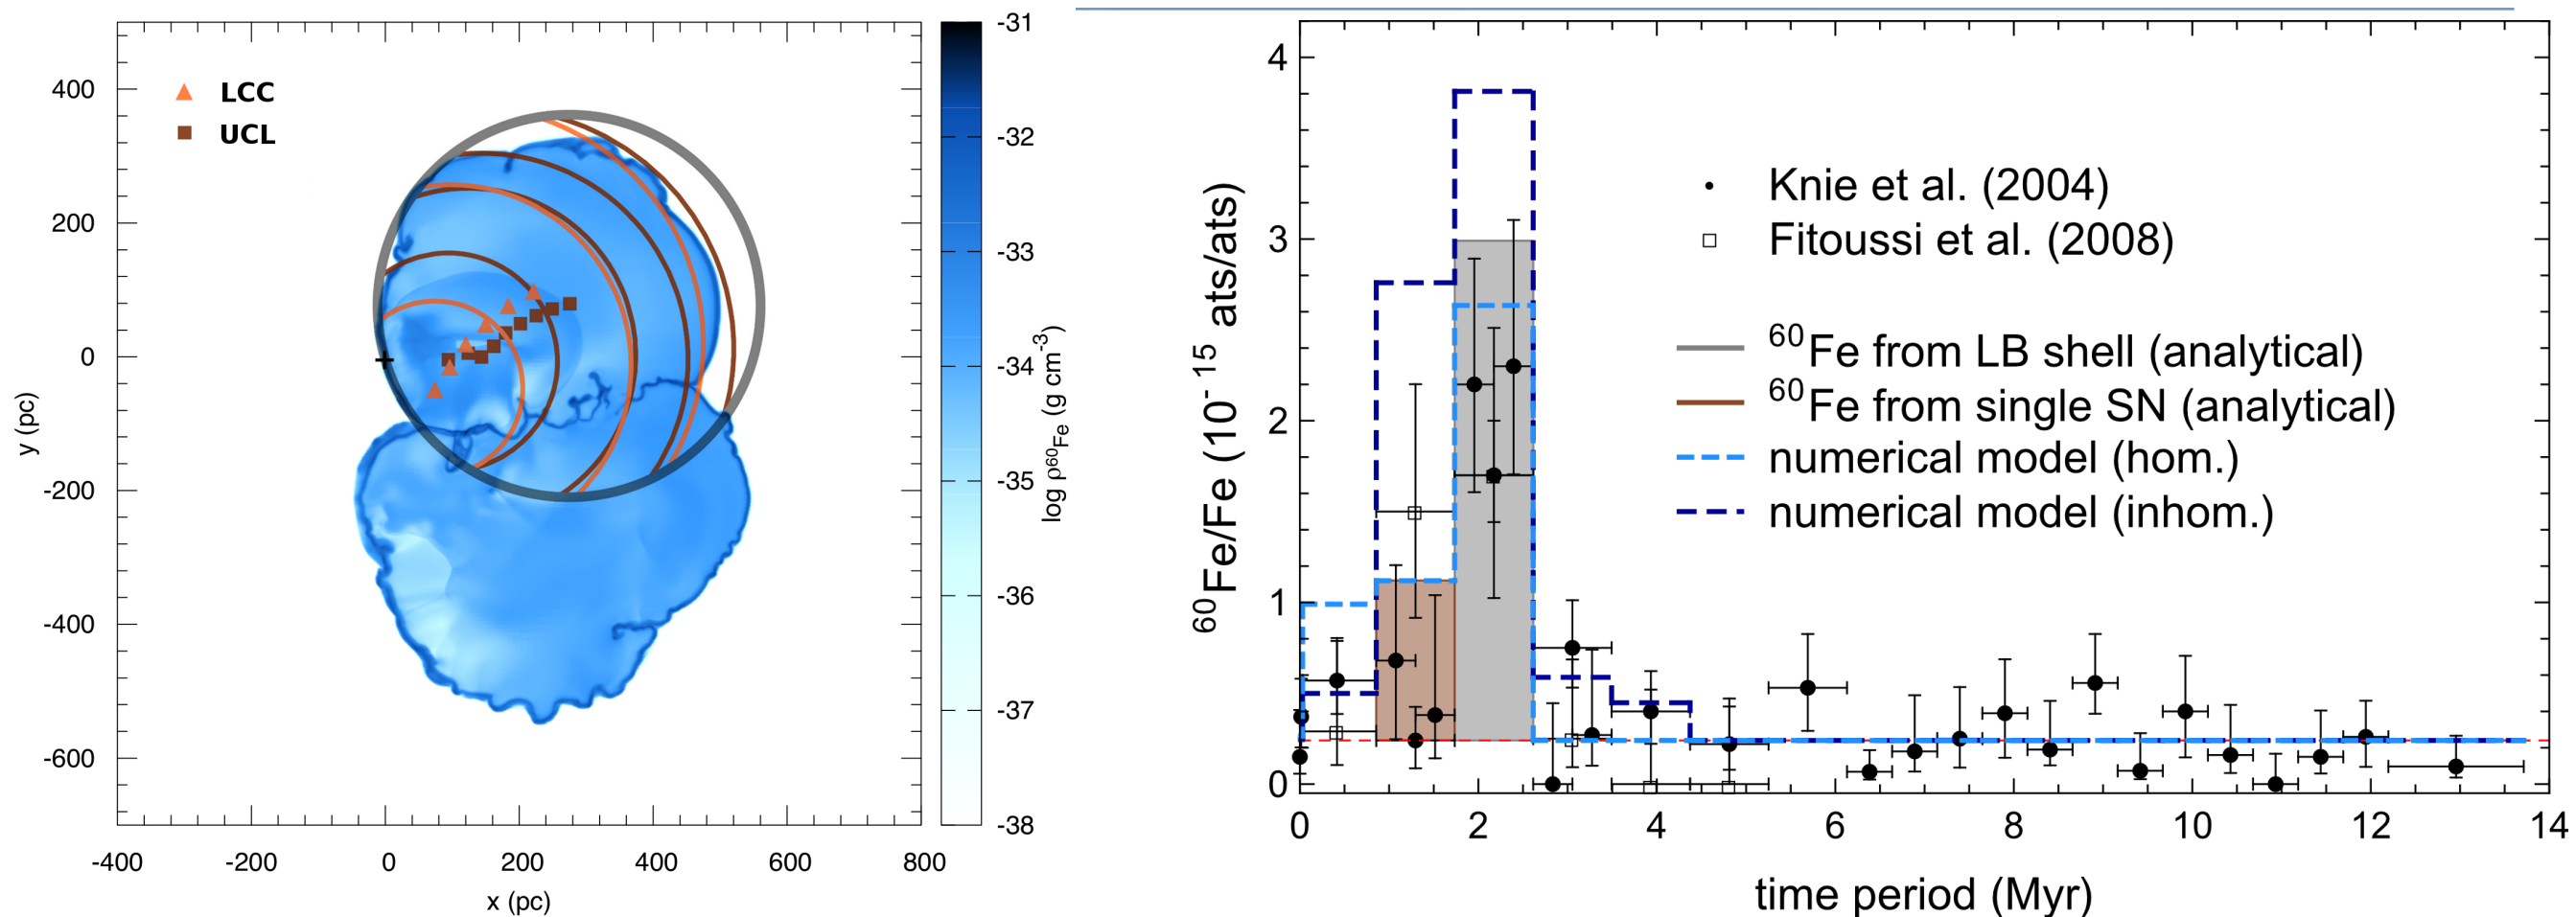 LCC
UCL
400
200
0
-200
-400
-600
y (pc)
-400
-200
0
200
400
600
800
x (pc)
-31
-32
-33
-34
-35
-36
-37
-38
log ρ⁶⁰Fe (g cm⁻³)
4
3
2
1
0
⁶⁰Fe/Fe (10⁻¹⁵ ats/ats)
Knie et al. (2004)
Fitoussi et al. (2008)
⁶⁰Fe from LB shell (analytical)
⁶⁰Fe from single SN (analytical)
numerical model (hom.)
numerical model (inhom.)
0
2
4
6
8
10
12
14
time period (Myr)